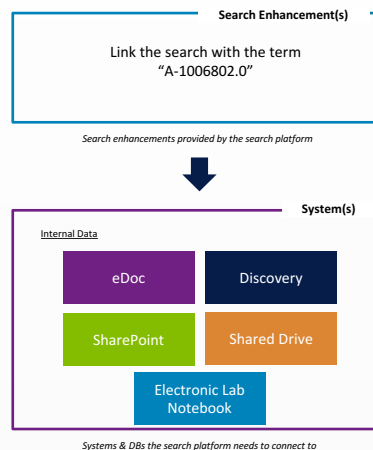 Search Enhancement(s)
Link the search with the term
“A-1006802.0”
Search enhancements provided by the search platform
System(s)
Internal Data
eDoc
Discovery
SharePoint
Shared Drive
Electronic Lab
Notebook
Systems & DBs the search platform needs to connect to